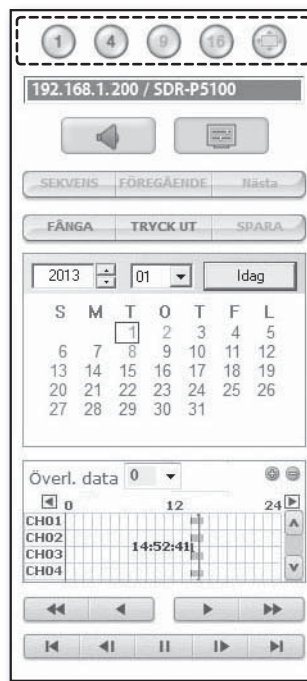 1 4 9 16
192.168.1.200 / SDR-P5100
SEKVENS FÖREGÅENDE Nästa
FÅNGA TRYCK UT SPARA
2013 01 Idag
S M T O T F L
1 2 3 4 5
6 7 8 9 10 11 12
13 14 15 16 17 18 19
20 21 22 23 24 25 26
27 28 29 30 31
Överl. data 0
0 12 24
CH01
CH02
14:52:41
CH03
CH04